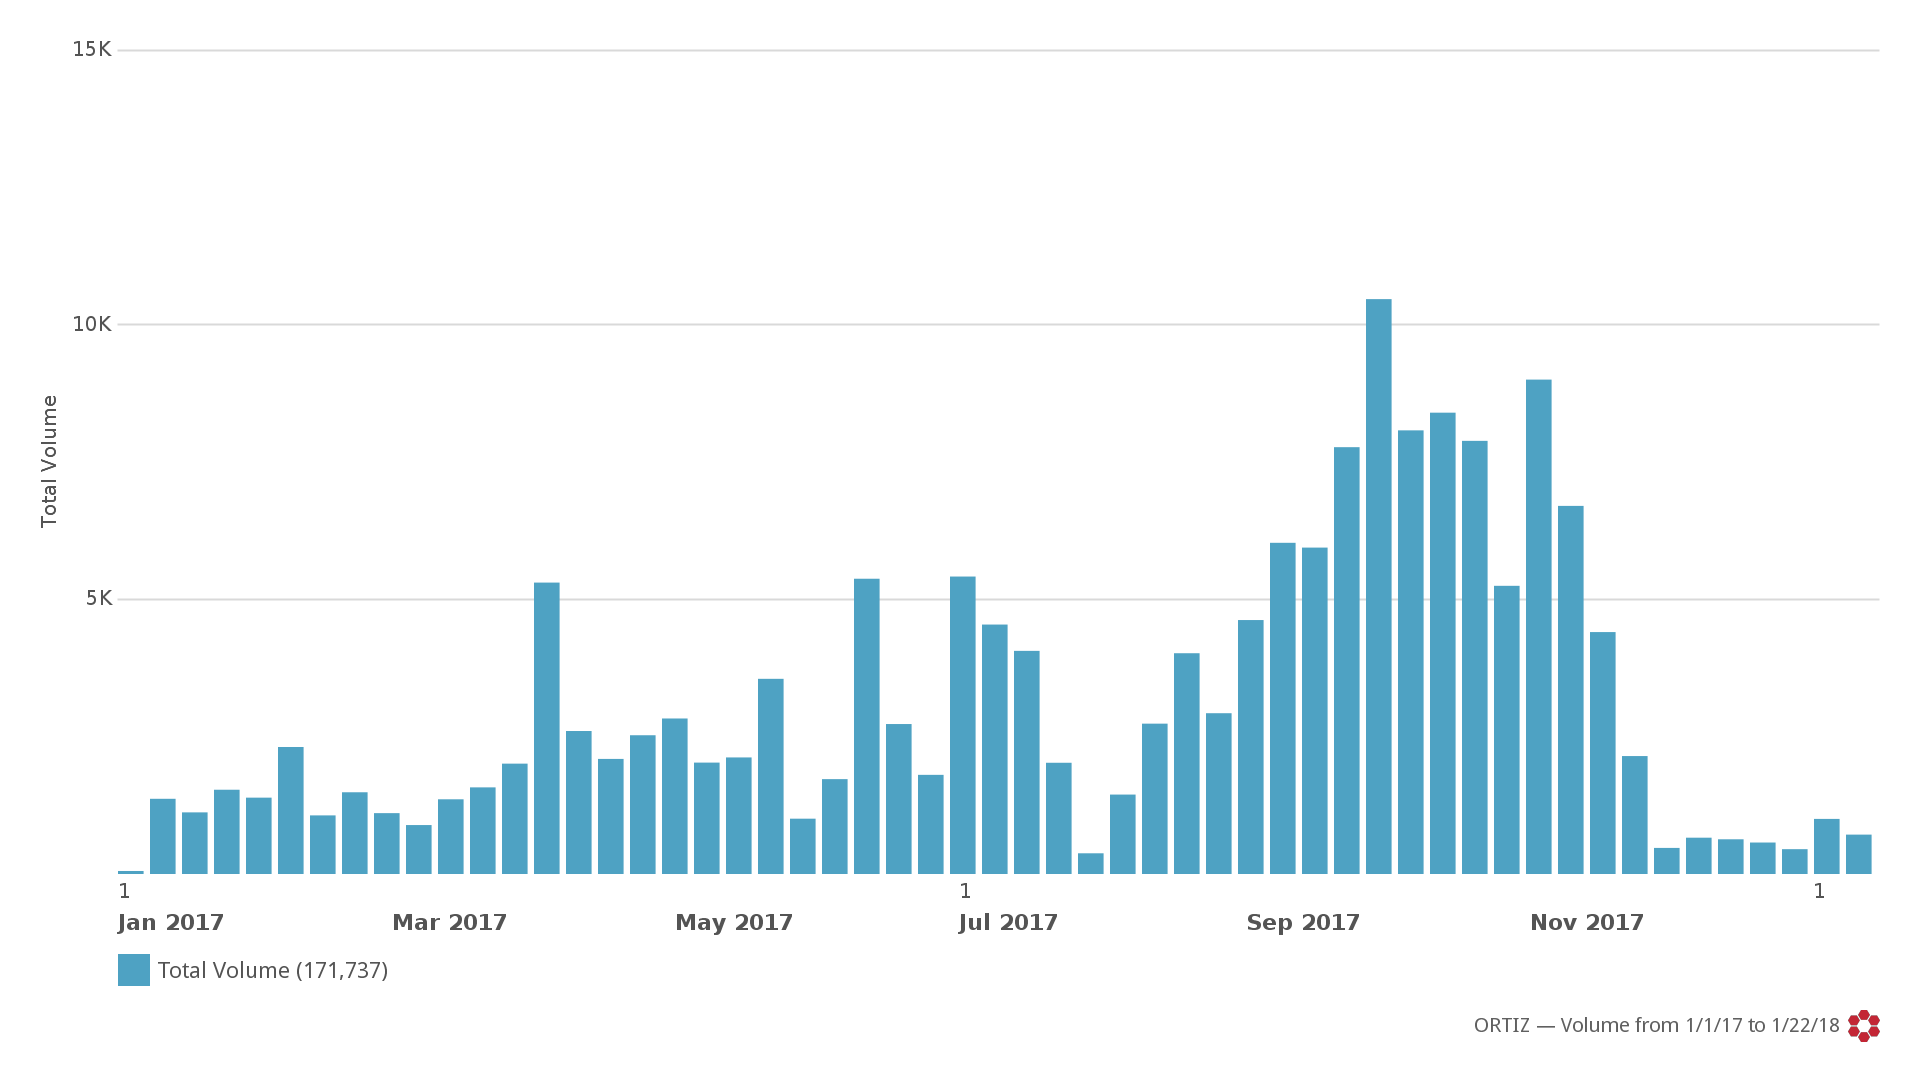 15K
10K
Total Volume
5K
1 1 1
Jan 2017 Mar 2017 May 2017 Jul 2017 Sep 2017 Nov 2017
Total Volume (171,737)
ORTIZ — Volume from 1/1/17 to 1/22/18